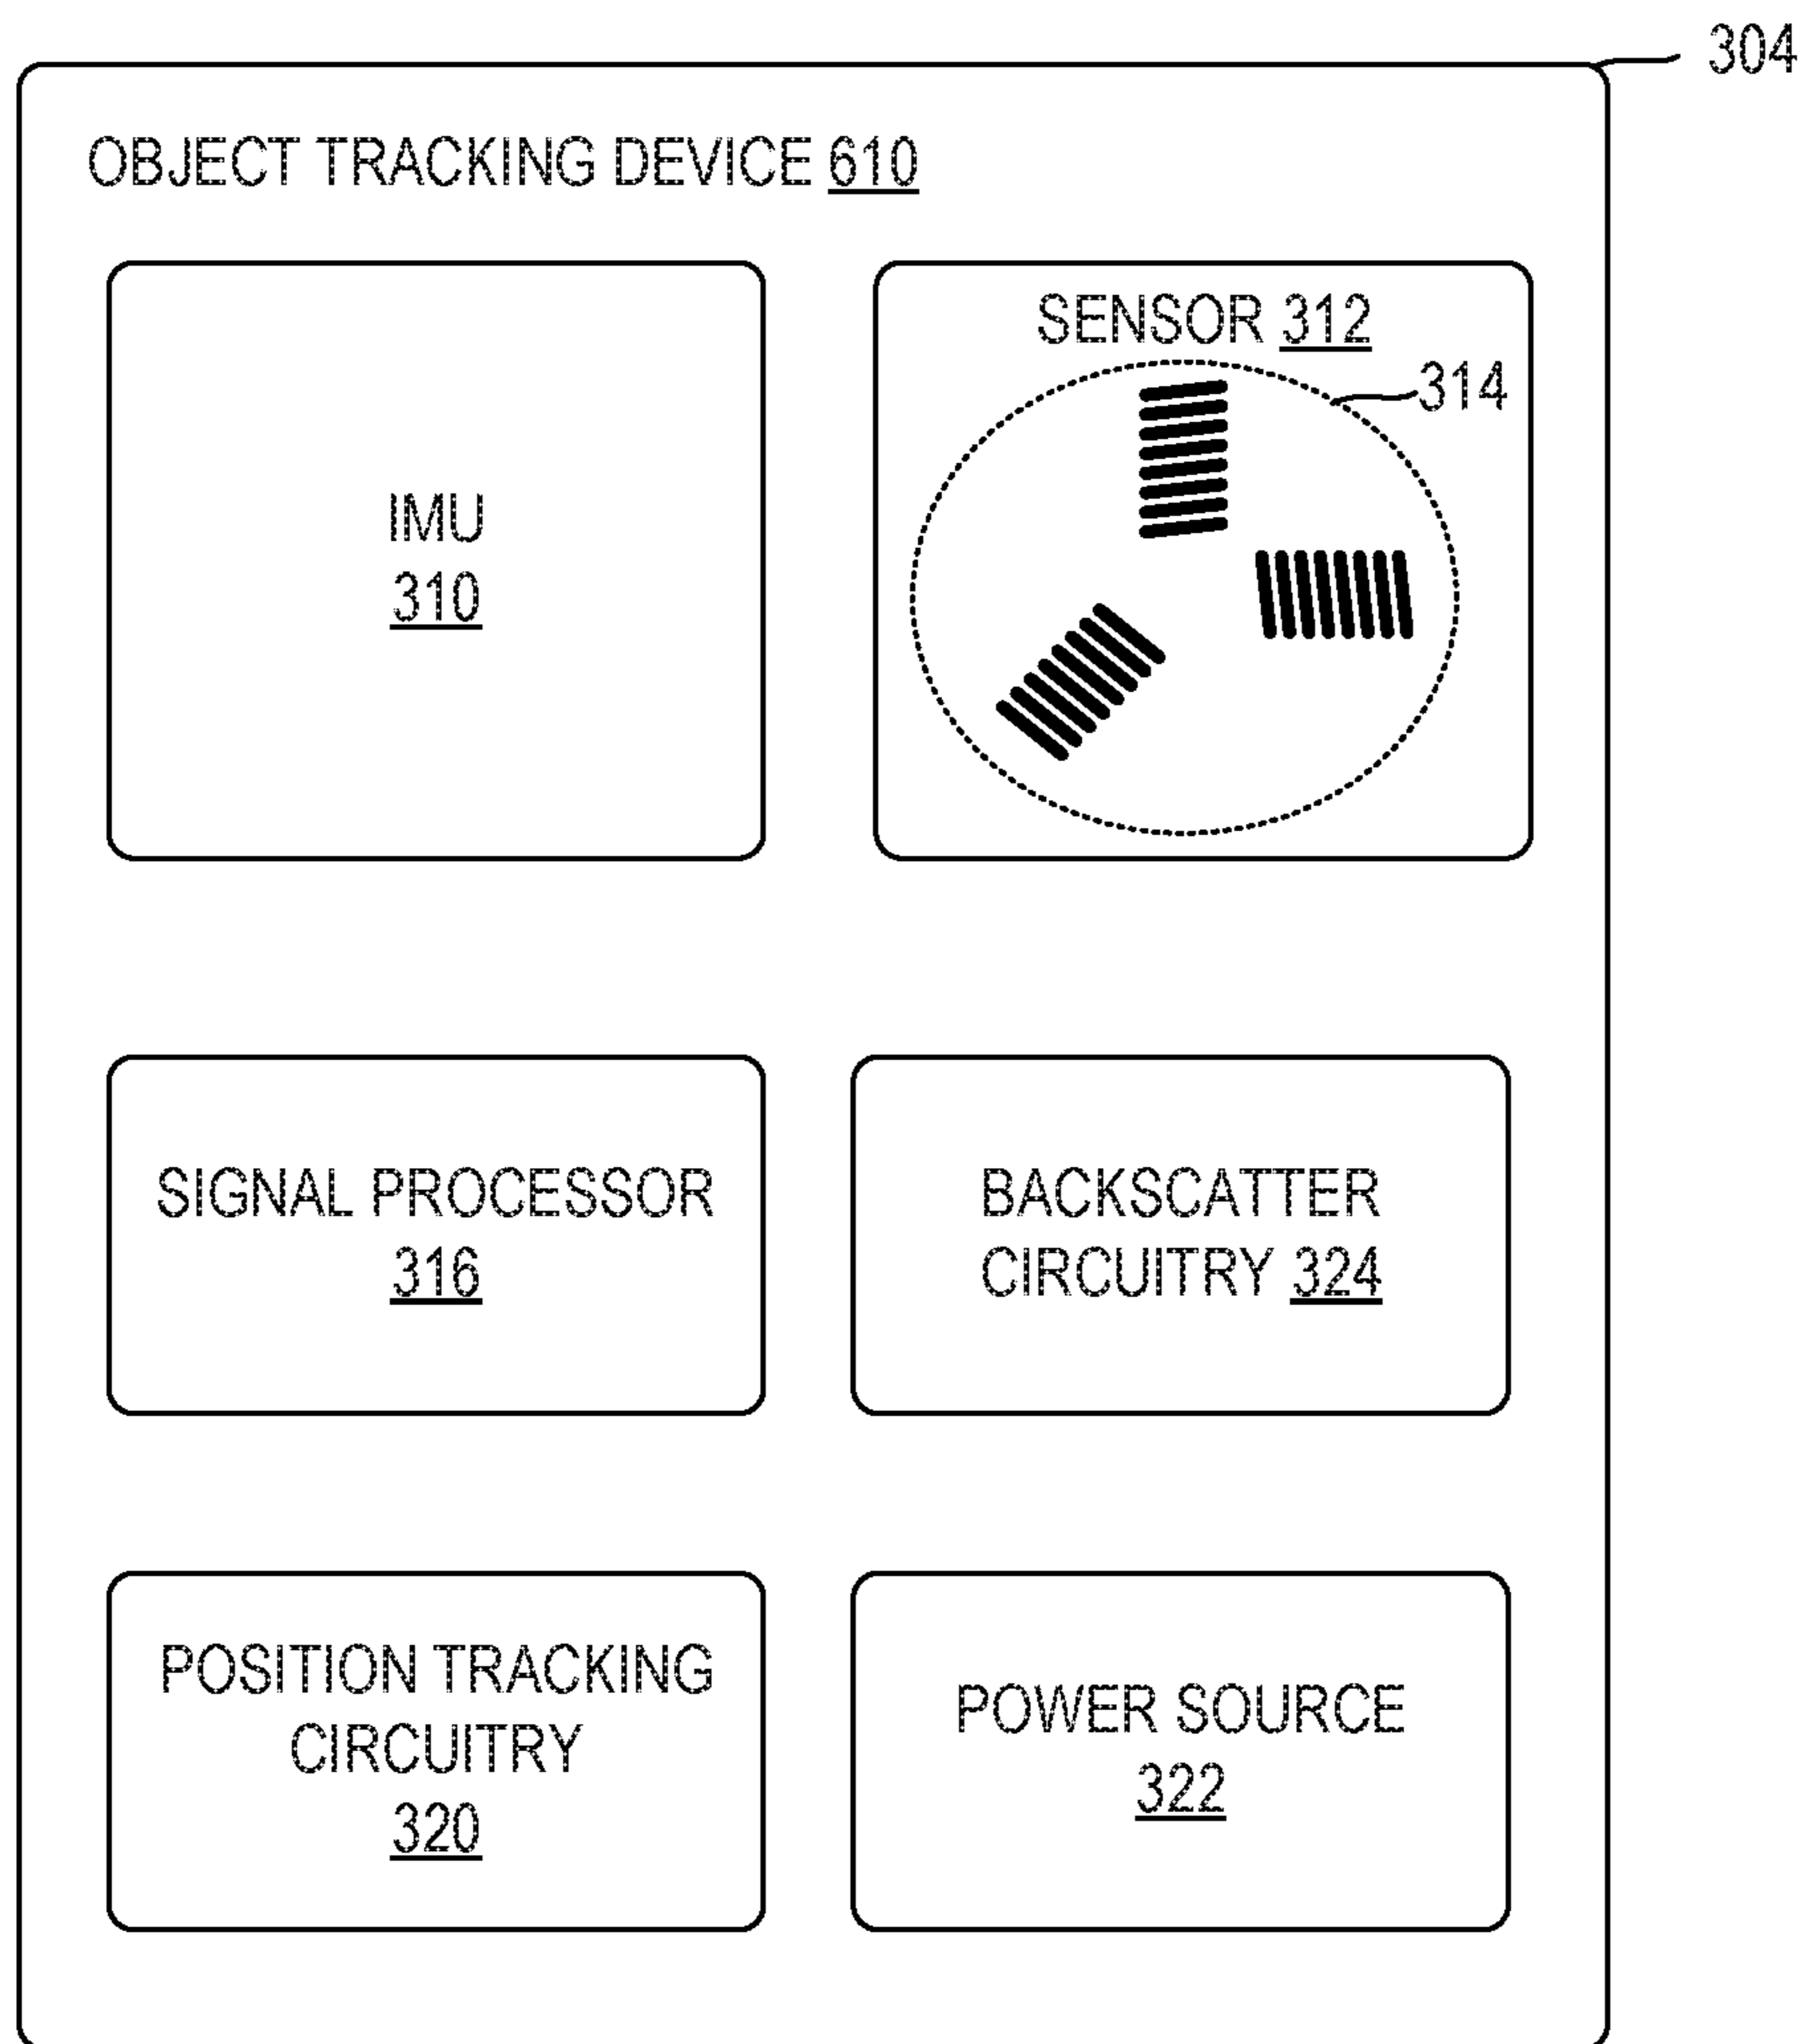 304
OBJECT TRACKING DEVICE 610
IMU
310
SENSOR 312
314
SIGNAL PROCESSOR
316
BACKSCATTER
CIRCUITRY 324
POSITION TRACKING
CIRCUITRY
320
POWER SOURCE
322